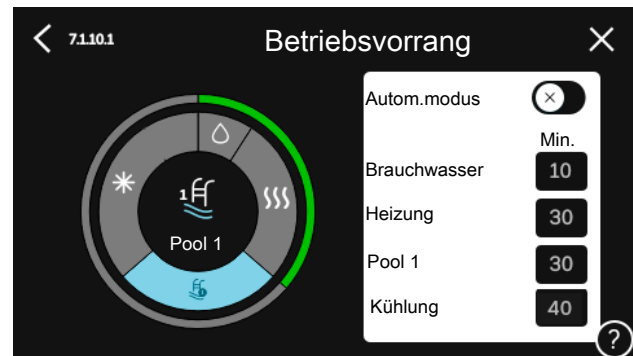 7.1.10.1
Betriebsvorrang
1
Pool 1
Autom.modus
Min.
Brauchwasser 10
Heizung 30
Pool 1 30
Kühlung 40
?